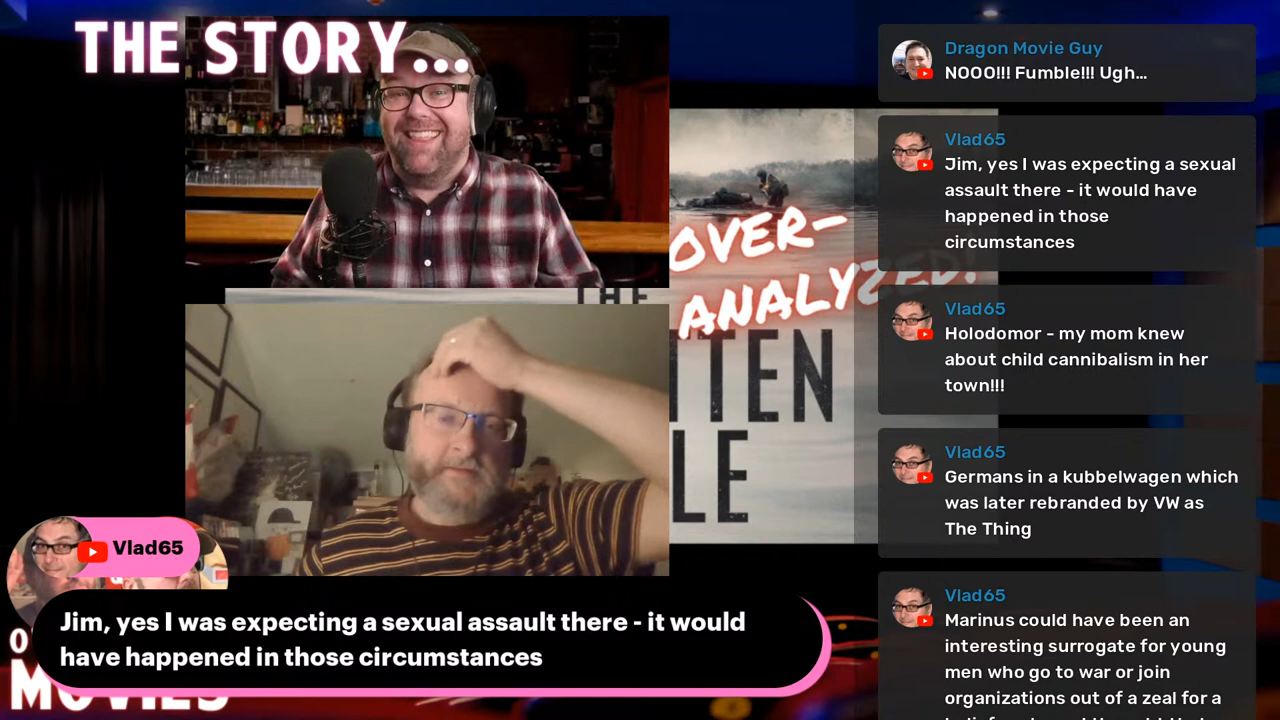 THE STORY...
OVER-
ANALYZED!
THE
TTEN
LE
Dragon Movie Guy
NOOO!!! Fumble!!! Ugh...
Vlad65
Jim, yes I was expecting a sexual
assault there - it would have
happened in those
circumstances
Vlad65
Holodomor - my mom knew
about child cannibalism in her
town!!!
Vlad65
Germans in a kubbelwagen which
was later rebranded by VW as
The Thing
Vlad65
Marinus could have been an
interesting surrogate for young
men who go to war or join
organizations out of a zeal for a
Vlad65
Jim, yes I was expecting a sexual assault there - it would
have happened in those circumstances
MOVIES